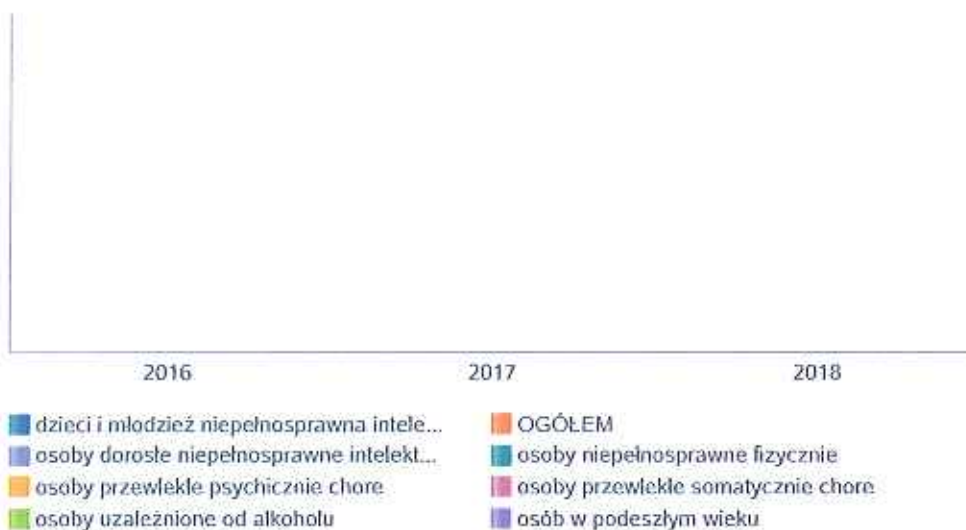 2016 2017 2018
dzieci i młodzież niepełnosprawna intele... OGÓŁEM
osoby dorosłe niepełnosprawne intelekt... osoby niepełnosprawne fizycznie
osoby przewlekle psychicznie chore osoby przewlekle somatycznie chore
osoby uzależnione od alkoholu osób w podeszłym wieku